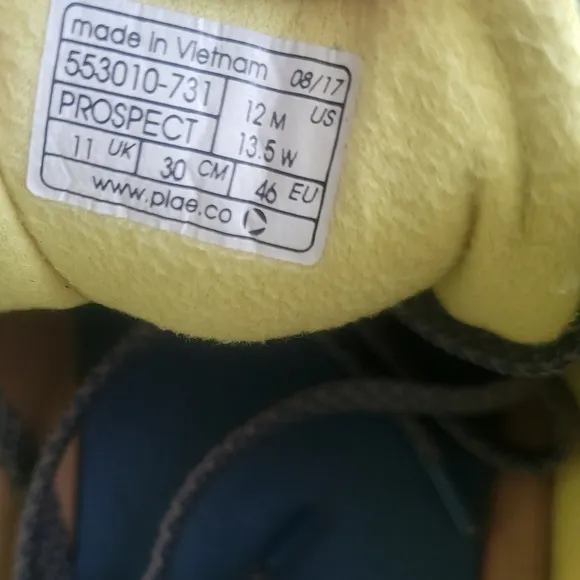 made in Vietnam 08/17
553010-731
PROSPECT
12 M US
13.5 W
11 UK 30 CM 46 EU
www.plae.co